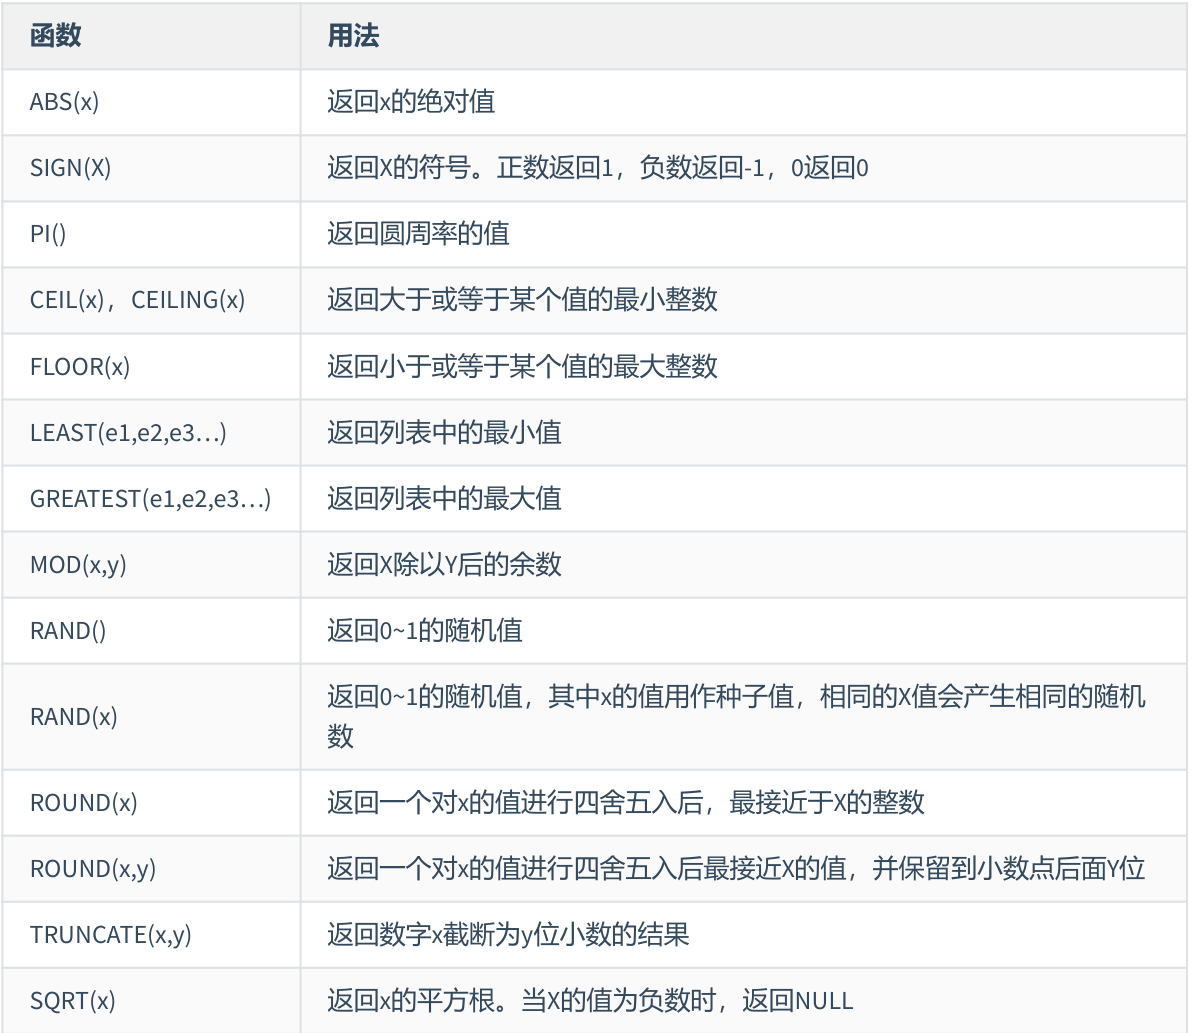 函数 用法
ABS(x) 返回x的绝对值
SIGN(X) 返回X的符号。正数返回1，负数返回-1，0返回0
PI() 返回圆周率的值
CEIL(x)，CEILING(x) 返回大于或等于某个值的最小整数
FLOOR(x) 返回小于或等于某个值的最大整数
LEAST(e1,e2,e3…) 返回列表中的最小值
GREATEST(e1,e2,e3…) 返回列表中的最大值
MOD(x,y) 返回X除以Y后的余数
RAND() 返回0~1的随机值
RAND(x) 返回0~1的随机值，其中x的值用作种子值，相同的X值会产生相同的随机
数
ROUND(x) 返回一个对x的值进行四舍五入后，最接近于X的整数
ROUND(x,y) 返回一个对x的值进行四舍五入后最接近X的值，并保留到小数点后面Y位
TRUNCATE(x,y) 返回数字x截断为y位小数的结果
SQRT(x) 返回x的平方根。当X的值为负数时，返回NULL